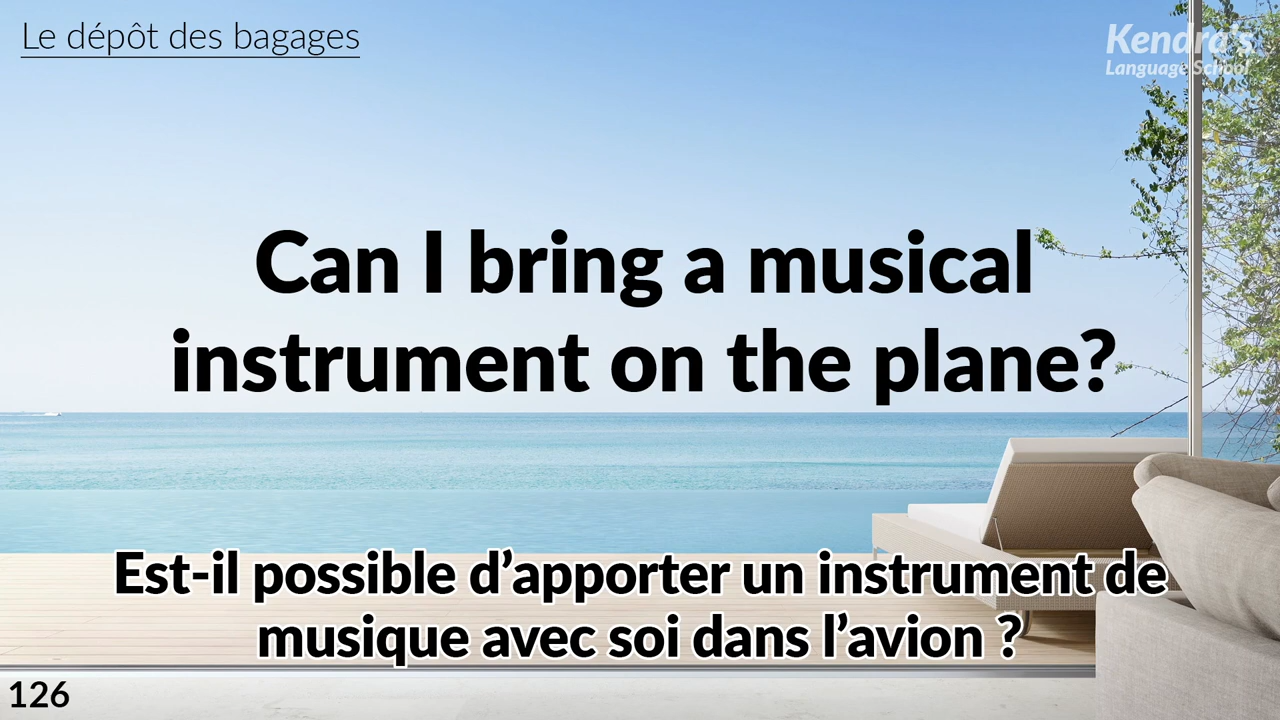 Le dépôt des bagages
Kendra's
Language School
Can I bring a musical
instrument on the plane?
Est-il possible d’apporter un instrument de
musique avec soi dans l’avion ?
126